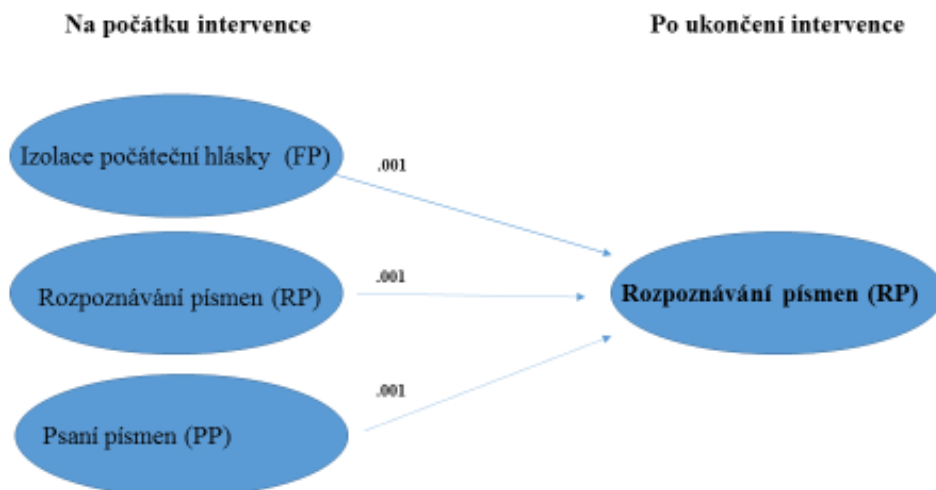 Na počátku intervence
Po ukončení intervence
Izolace počáteční hlásky (FP)
.001
Rozpoznávání písmen (RP)
.001
Rozpoznávání písmen (RP)
Psaní písmen (PP)
.001